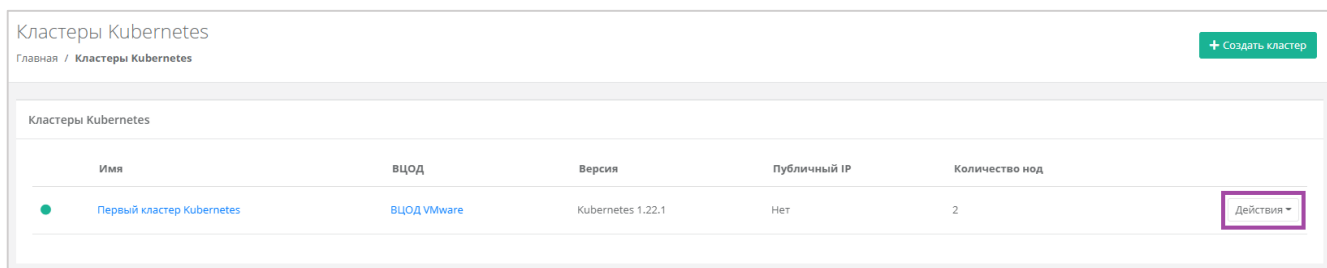 Кластеры Kubernetes
Главная / Кластеры Kubernetes
+ Создать кластер
Кластеры Kubernetes
Имя ВЦОД Версия Публичный IP Количество нод
Первый кластер Kubernetes ВЦОД VMware Kubernetes 1.22.1 Нет 2 Действия